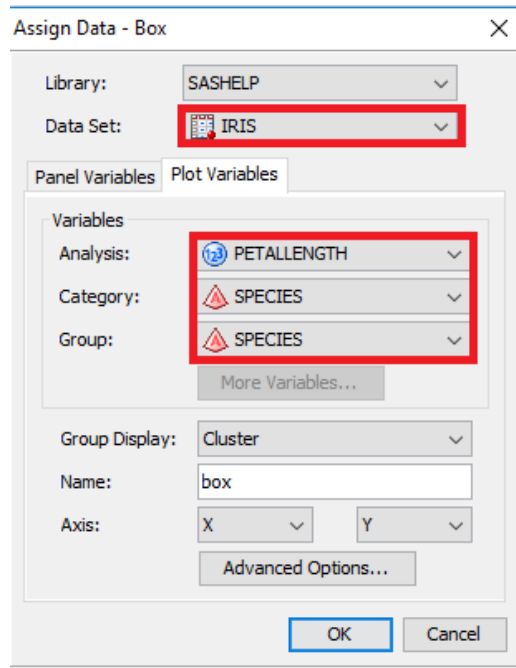 Assign Data - Box
Library: SASHELP
Data Set: IRIS
Panel Variables Plot Variables
Variables
Analysis: 123 PETALLENGTH
Category: A SPECIES
Group: A SPECIES
More Variables...
Group Display: Cluster
Name: box
Axis: X Y
Advanced Options...
OK Cancel